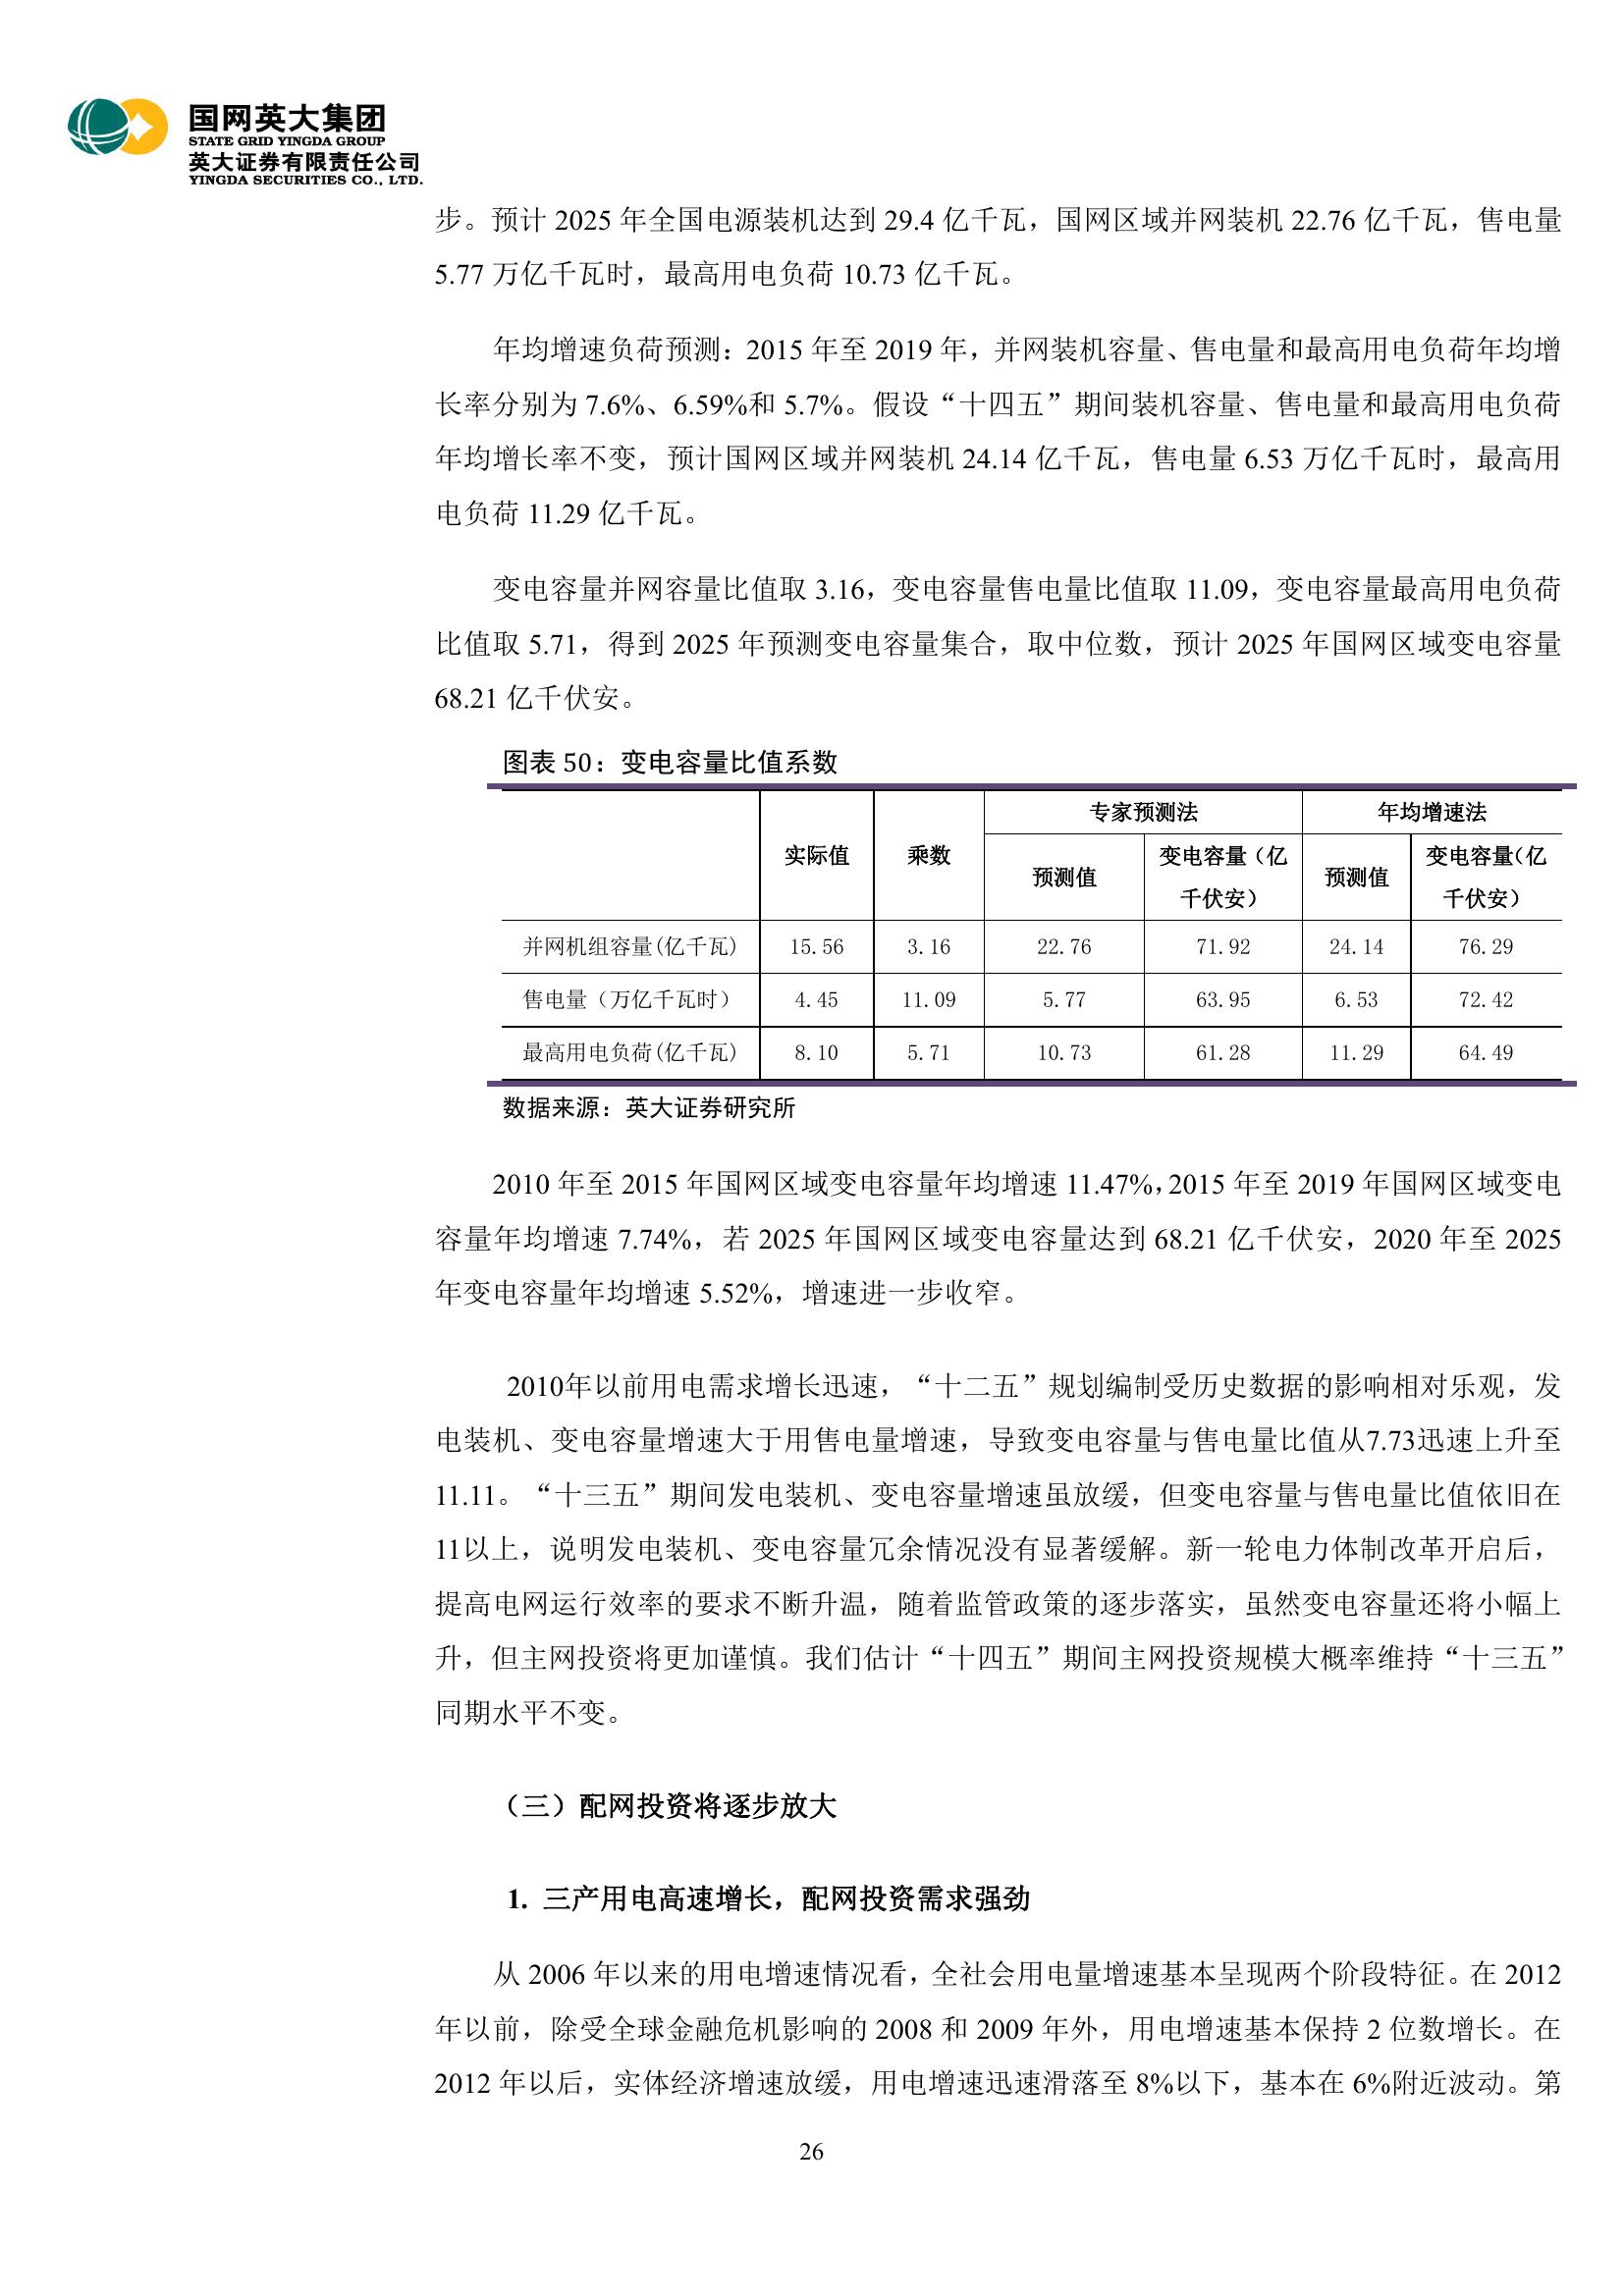 国网英大集团
STATE GRID YINGDA GROUP
英大证券有限责任公司
YINGDA SECURITIES CO., LTD.
步。预计 2025 年全国电源装机达到 29.4 亿千瓦，国网区域并网装机 22.76 亿千瓦，售电量
5.77 万亿千瓦时，最高用电负荷 10.73 亿千瓦。
年均增速负荷预测：2015 年至 2019 年，并网装机容量、售电量和最高用电负荷年均增
长率分别为 7.6%、6.59%和 5.7%。假设“十四五”期间装机容量、售电量和最高用电负荷
年均增长率不变，预计国网区域并网装机 24.14 亿千瓦，售电量 6.53 万亿千瓦时，最高用
电负荷 11.29 亿千瓦。
变电容量并网容量比值取 3.16，变电容量售电量比值取 11.09，变电容量最高用电负荷
比值取 5.71，得到 2025 年预测变电容量集合，取中位数，预计 2025 年国网区域变电容量
68.21 亿千伏安。
图表 50：变电容量比值系数
实际值 乘数 专家预测法 年均增速法
预测值 变电容量（亿千伏安） 预测值 变电容量（亿千伏安）
并网机组容量(亿千瓦) 15.56 3.16 22.76 71.92 24.14 76.29
售电量（万亿千瓦时） 4.45 11.09 5.77 63.95 6.53 72.42
最高用电负荷(亿千瓦) 8.10 5.71 10.73 61.28 11.29 64.49
数据来源：英大证券研究所
2010 年至 2015 年国网区域变电容量年均增速 11.47%，2015 年至 2019 年国网区域变电
容量年均增速 7.74%，若 2025 年国网区域变电容量达到 68.21 亿千伏安，2020 年至 2025
年变电容量年均增速 5.52%，增速进一步收窄。
2010年以前用电需求增长迅速，“十二五”规划编制受历史数据的影响相对乐观，发
电装机、变电容量增速大于用售电量增速，导致变电容量与售电量比值从7.73迅速上升至
11.11。“十三五”期间发电装机、变电容量增速虽放缓，但变电容量与售电量比值依旧在
11以上，说明发电装机、变电容量冗余情况没有显著缓解。新一轮电力体制改革开启后，
提高电网运行效率的要求不断升温，随着监管政策的逐步落实，虽然变电容量还将小幅上
升，但主网投资将更加谨慎。我们估计“十四五”期间主网投资规模大概率维持“十三五”
同期水平不变。
（三）配网投资将逐步放大
1. 三产用电高速增长，配网投资需求强劲
从 2006 年以来的用电增速情况看，全社会用电量增速基本呈现两个阶段特征。在 2012
年以前，除受全球金融危机影响的 2008 和 2009 年外，用电增速基本保持 2 位数增长。在
2012 年以后，实体经济增速放缓，用电增速迅速滑落至 8%以下，基本在 6%附近波动。第
26